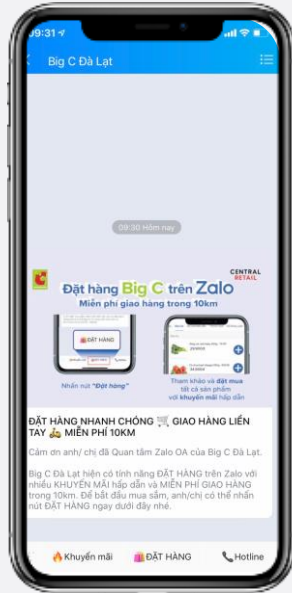 09:31
Big C Đà Lạt
09:30 Hôm nay
CENTRAL
RETAIL
Đặt hàng Big C trên Zalo
Miễn phí giao hàng trong 10km
ĐẶT HÀNG
Nhấn nút "Đặt hàng"
Tham khảo và đặt mua
tất cả sản phẩm
với khuyến mãi hấp dẫn
ĐẶT HÀNG NHANH CHÓNG 🛒 GIAO HÀNG LIỀN
TAY 🛵 MIỄN PHÍ 10KM
Cám ơn anh/ chị đã Quan tâm Zalo OA của Big C Đà Lạt.
Big C Đà Lạt hiện có tính năng ĐẶT HÀNG trên Zalo với
nhiều KHUYẾN MÃI hấp dẫn và MIỄN PHÍ GIAO HÀNG
trong 10km. Để bắt đầu mua sắm, anh/chị có thể nhấn
nút ĐẶT HÀNG ngay dưới đây nhé.
🔥Khuyến mãi
🛍️ĐẶT HÀNG
📞Hotline